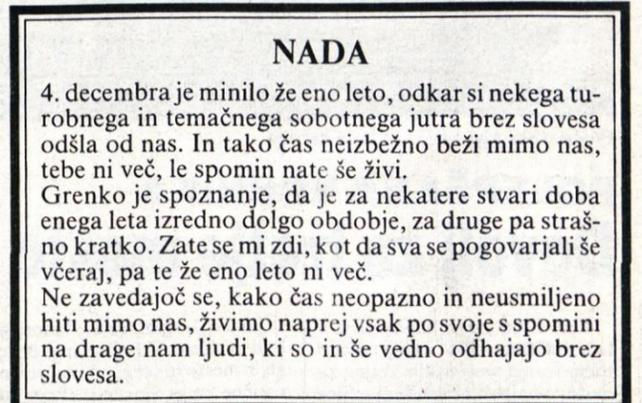 NADA
4. decembra je minilo že eno leto, odkar si nekega tu-
robnega in temačnega sobotnega jutra brez slovesa
odšla od nas. In tako čas neizbežno beži mimo nas,
tebe ni več, le spomin nate še živi.
Grenko je spoznanje, da je za nekatere stvari doba
enega leta izredno dolgo obdobje, za druge pa straš-
no kratko. Zate se mi zdi, kot da sva se pogovarjali še
včeraj, pa te že eno leto ni več.
Ne zavedajoč se, kako čas neopazno in neusmiljeno
hiti mimo nas, živimo naprej vsak po svoje s spomini
na drage nam ljudi, ki so in še vedno odhajajo brez
slovesa.